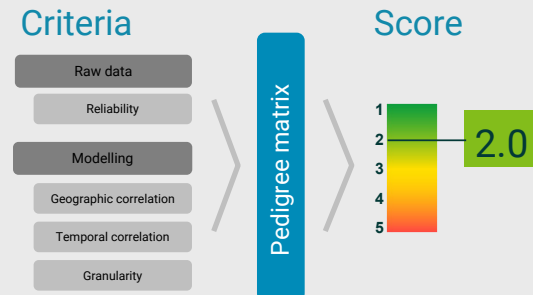 Criteria
Raw data
Reliability
Modelling
Geographic correlation
Temporal correlation
Granularity
Pedigree matrix
Score
1
2
3
4
5
2.0